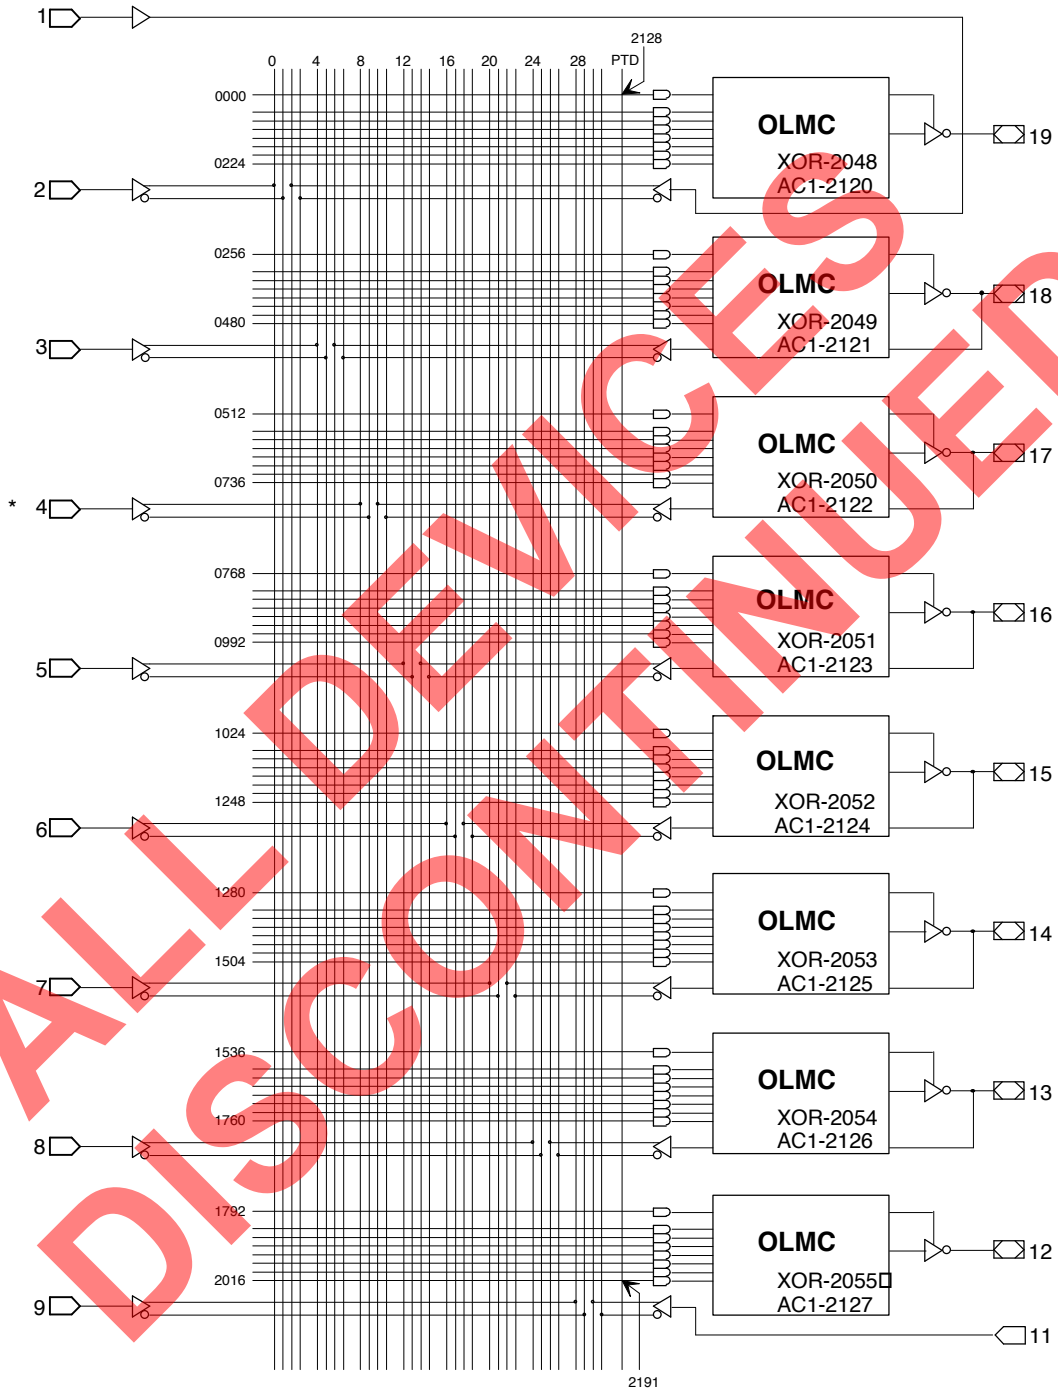 1
2128
0 4 8 12 16 20 24 28 PTD
0000
OLMC
19
XOR-2048
0224
AC1-2120
2
0256
OLMC
18
XOR-2049
0480
AC1-2121
3
0512
OLMC
17
XOR-2050
0736
AC1-2122
* 4
0768
OLMC
16
XOR-2051
0992
AC1-2123
5
1024
OLMC
15
XOR-2052
1248
AC1-2124
6
1280
OLMC
14
XOR-2053
1504
AC1-2125
7
1536
OLMC
13
XOR-2054
1760
AC1-2126
8
1792
OLMC
12
XOR-2055
2016
AC1-2127
9
11
2191
ALL DEVICES
DISCONTINUED